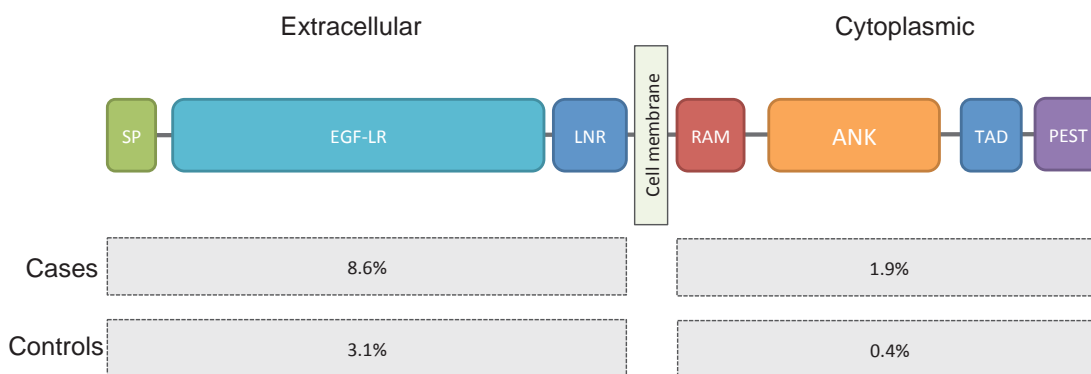 Extracellular
Cytoplasmic
SP
EGF-LR
LNR
Cell membrane
RAM
ANK
TAD
PEST
Cases
8.6%
1.9%
Controls
3.1%
0.4%